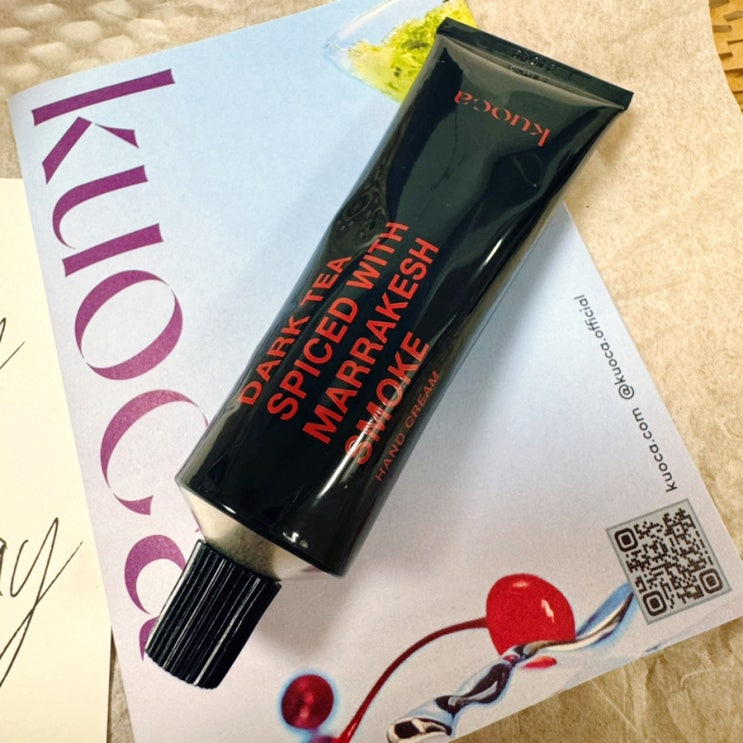 kuoca
kuoca
DARK TEA
SPICED WITH
MARRAKESH
SMOKE
HAND CREAM
kuoca.com @kuoca.official